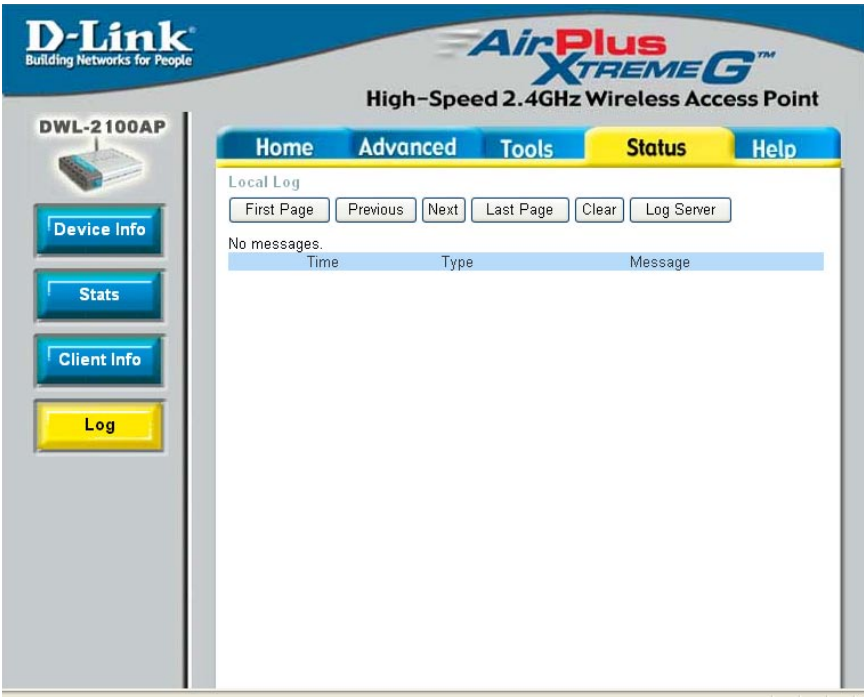 D-Link
Building Networks for People
AirPlus
XTREME G™
High-Speed 2.4GHz Wireless Access Point
DWL-2100AP
Home Advanced Tools Status Help
Device Info
Stats
Client Info
Log
Local Log
First Page Previous Next Last Page Clear Log Server
No messages.
Time Type Message